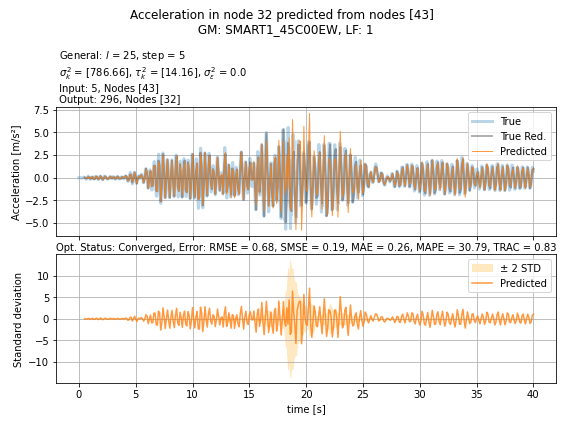 Acceleration in node 32 predicted from nodes [43]
GM: SMART1_45C00EW, LF: 1
General: l = 25, step = 5
σ²ₖ = [786.66], τ²ₖ = [14.16], σ²ε = 0.0
Input: 5, Nodes [43]
Output: 296, Nodes [32]
7.5
5.0
2.5
0.0
−2.5
−5.0
Acceleration [m/s²]
True
True Red.
Predicted
Opt. Status: Converged, Error: RMSE = 0.68, SMSE = 0.19, MAE = 0.26, MAPE = 30.79, TRAC = 0.83
10
5
0
−5
−10
Standard deviation
± 2 STD
Predicted
0 5 10 15 20 25 30 35 40
time [s]